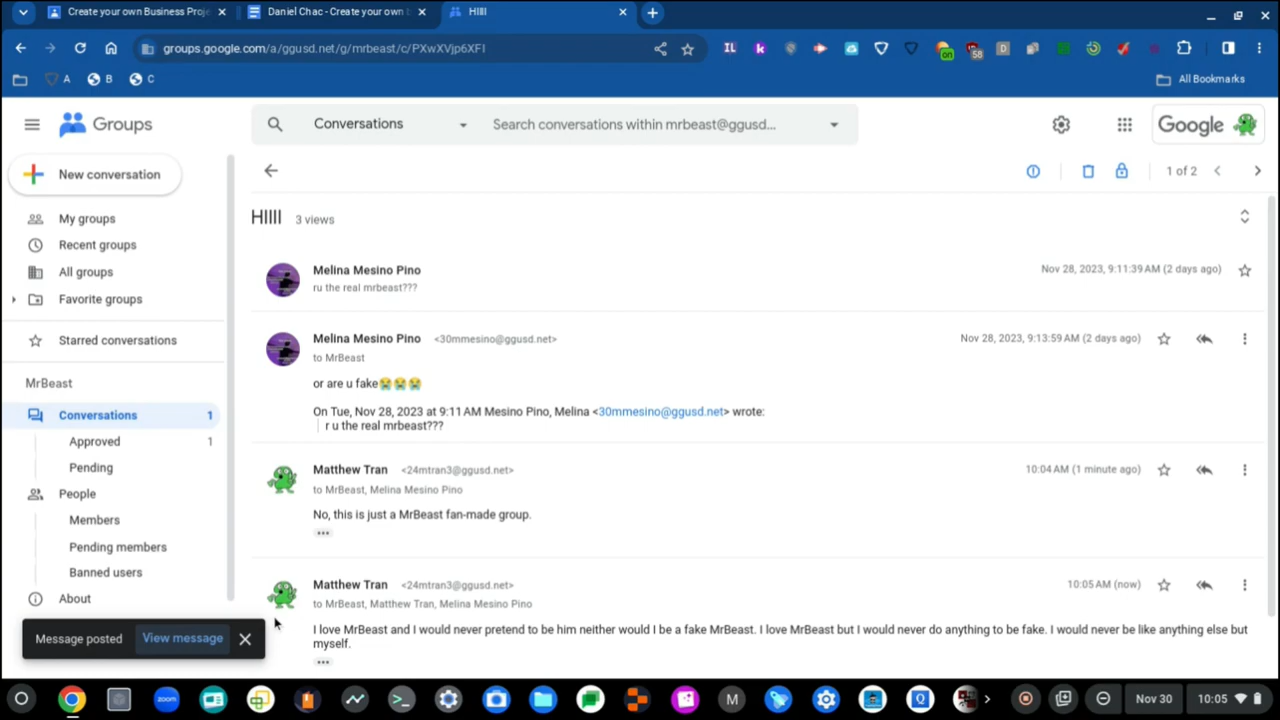 Create your own Business Proje
Daniel Chac - Create your own b
HIIII
groups.google.com/a/ggusd.net/g/mrbeast/c/PXwXVjp6XFI
A
B
C
All Bookmarks
IL
k
on
58
D
Groups
Conversations
Search conversations within mrbeast@ggusd...
Google
New conversation
1 of 2
My groups
Recent groups
All groups
Favorite groups
Starred conversations
MrBeast
Conversations 1
Approved 1
Pending
People
Members
Pending members
Banned users
About
HIIII 3 views
Melina Mesino Pino
Nov 28, 2023, 9:11:39 AM (2 days ago)
ru the real mrbeast???
Melina Mesino Pino <30mmesino@ggusd.net>
Nov 28, 2023, 9:13:59 AM (2 days ago)
to MrBeast
or are u fake😭😭😭
On Tue, Nov 28, 2023 at 9:11 AM Mesino Pino, Melina <30mmesino@ggusd.net> wrote:
r u the real mrbeast???
Matthew Tran <24mtran3@ggusd.net>
10:04 AM (1 minute ago)
to MrBeast, Melina Mesino Pino
No, this is just a MrBeast fan-made group.
Matthew Tran <24mtran3@ggusd.net>
10:05 AM (now)
to MrBeast, Matthew Tran, Melina Mesino Pino
I love MrBeast and I would never pretend to be him neither would I be a fake MrBeast. I love MrBeast but I would never do anything to be fake. I would never be like anything else but
myself.
Message posted View message
zoom
M
Q
Nov 30
10:05